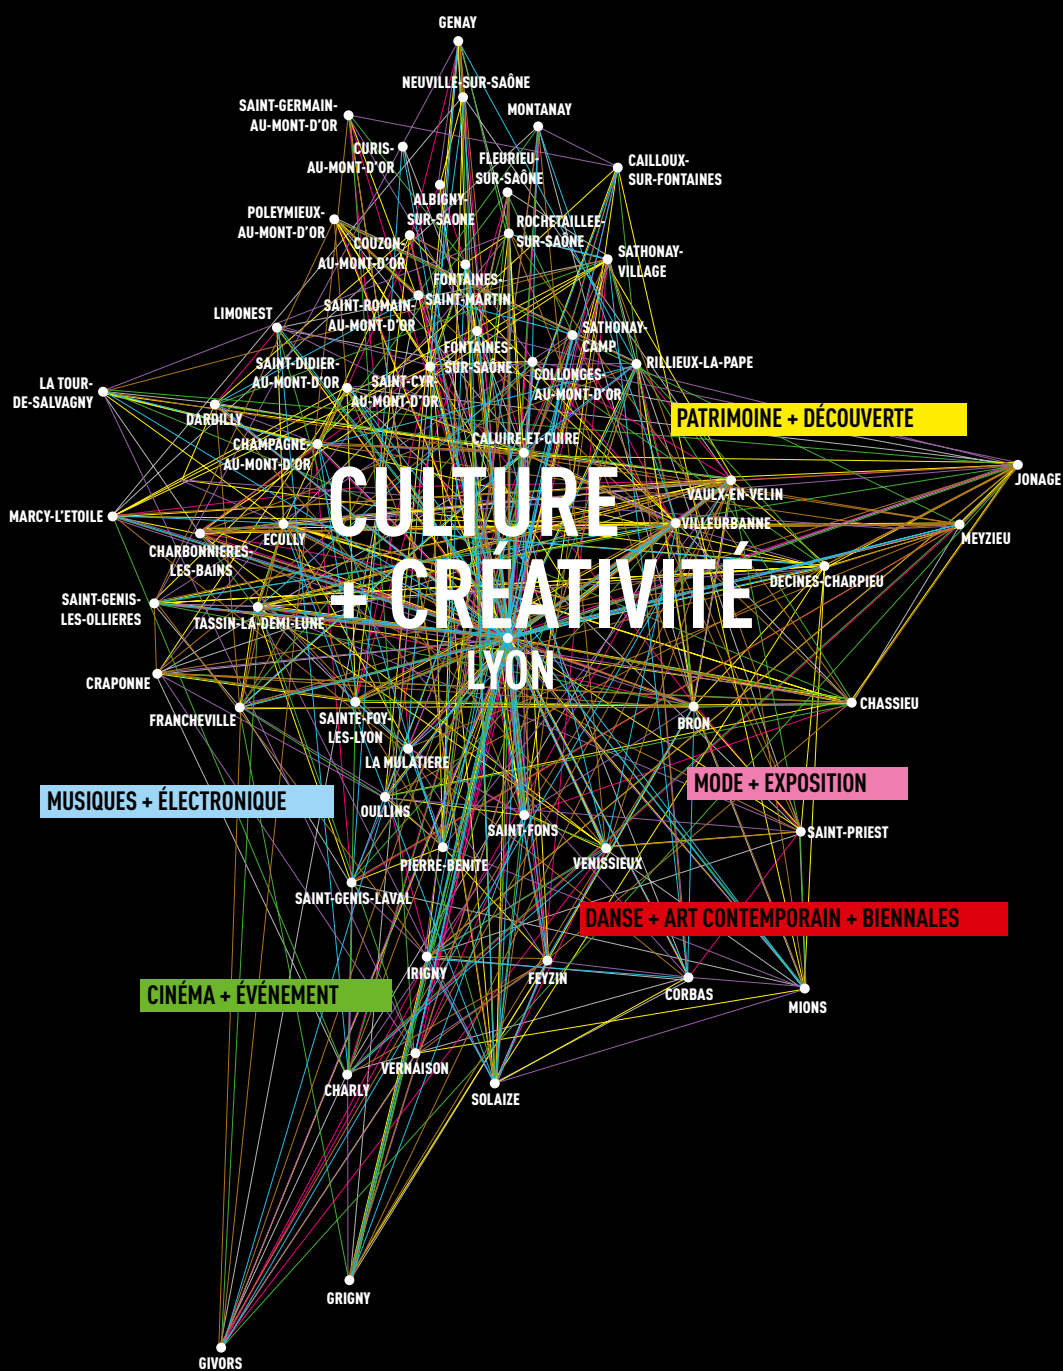 GENAY
NEUVILLE-SUR-SAÔNE
SAINT-GERMAIN-
AU-MONT-D'OR
MONTANAY
CURIS-
AU-MONT-D'OR
FLEURIEU-
SUR-SAÔNE
CAILLOUX-
SUR-FONTAINES
ALBIGNY-
SUR-SAONE
POLEYMIEUX-
AU-MONT-D'OR
ROCHETAILLEE-
SUR-SAÔNE
COUZON-
AU-MONT-D'OR
SATHONAY-
VILLAGE
FONTAINES-
SAINT-MARTIN
SAINT-ROMAIN-
AU-MONT-D'OR
LIMONEST
SATHONAY-
CAMP
FONTAINES-
SUR-SAÔNE
SAINT-DIDIER-
AU-MONT-D'OR
RILLIEUX-LA-PAPE
COLLONGES-
AU-MONT-D'OR
SAINT-CYR-
AU-MONT-D'OR
LA TOUR-
DE-SALVAGNY
DARDILLY
PATRIMOINE + DÉCOUVERTE
CHAMPAGNE-
AU-MONT-D'OR
CALUIRE-ET-CUIRE
JONAGE
VAULX-EN-VELIN
CULTURE
+ CRÉATIVITÉ
LYON
MARCY-L'ETOILE
VILLEURBANNE
MEYZIEU
ECULLY
CHARBONNIERES-
LES-BAINS
DECINES-CHARPIEU
SAINT-GENIS-
LES-OLLIERES
TASSIN-LA-DEMI-LUNE
CRAPONNE
FRANCHEVILLE
SAINTE-FOY-
LES-LYON
BRON
CHASSIEU
LA MULATIERE
MODE + EXPOSITION
MUSIQUES + ÉLECTRONIQUE
OULLINS
SAINT-FONS
SAINT-PRIEST
PIERRE-BENITE
VENISSIEUX
SAINT-GENIS-LAVAL
DANSE + ART CONTEMPORAIN + BIENNALES
IRIGNY
FEYZIN
CORBAS
MIONS
CINÉMA + ÉVÉNEMENT
VERNAISON
CHARLY
SOLAIZE
GRIGNY
GIVORS